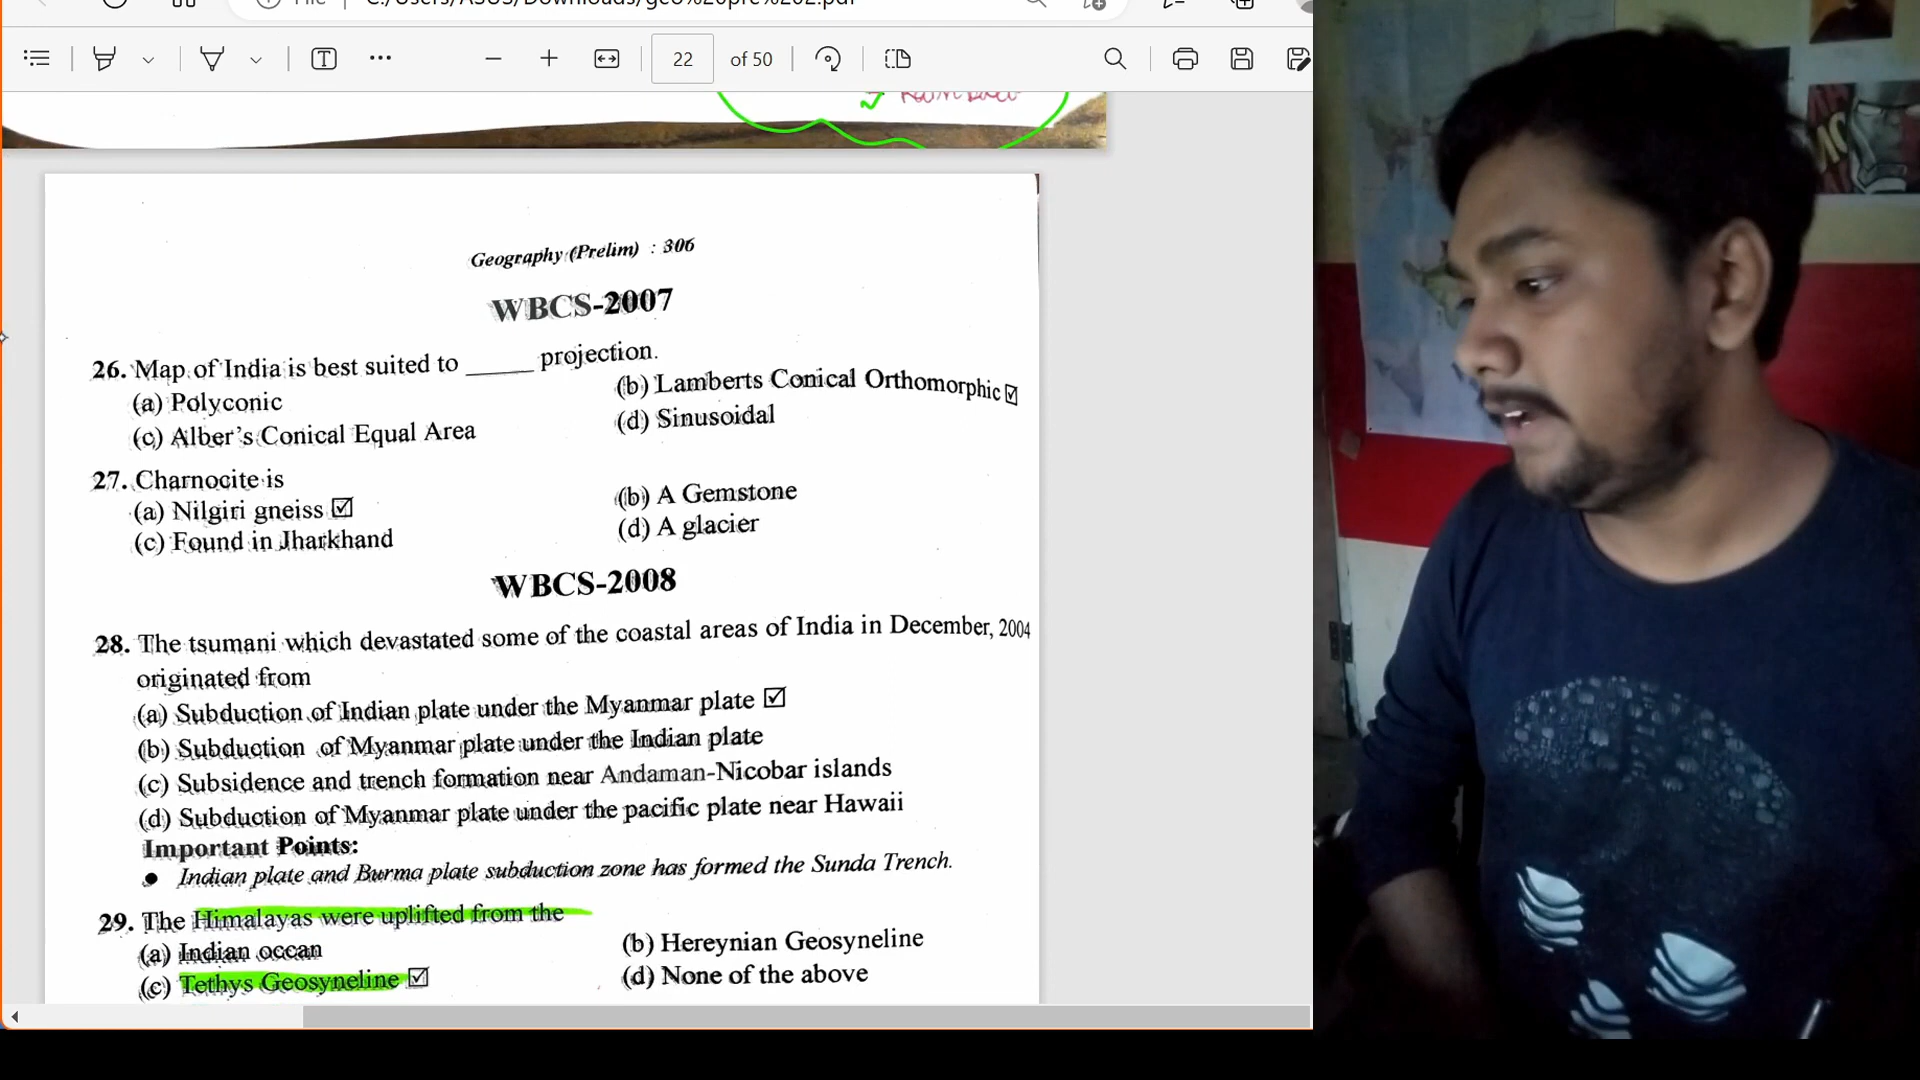 22 of 50
Geography (Prelim) : 306
WBCS-2007
26. Map of India is best suited to ______ projection.
(a) Polyconic
(b) Lamberts Conical Orthomorphic ☑
(c) Alber's Conical Equal Area
(d) Sinusoidal
27. Charnocite is
(a) Nilgiri gneiss ☑
(b) A Gemstone
(c) Found in Jharkhand
(d) A glacier
WBCS-2008
28. The tsumani which devastated some of the coastal areas of India in December, 2004
originated from
(a) Subduction of Indian plate under the Myanmar plate ☑
(b) Subduction of Myanmar plate under the Indian plate
(c) Subsidence and trench formation near Andaman-Nicobar islands
(d) Subduction of Myanmar plate under the pacific plate near Hawaii
Important Points:
● Indian plate and Burma plate subduction zone has formed the Sunda Trench.
29. The Himalayas were uplifted from the
(a) Indian occan
(b) Hereynian Geosyneline
(c) Tethys Geosyneline ☑
(d) None of the above